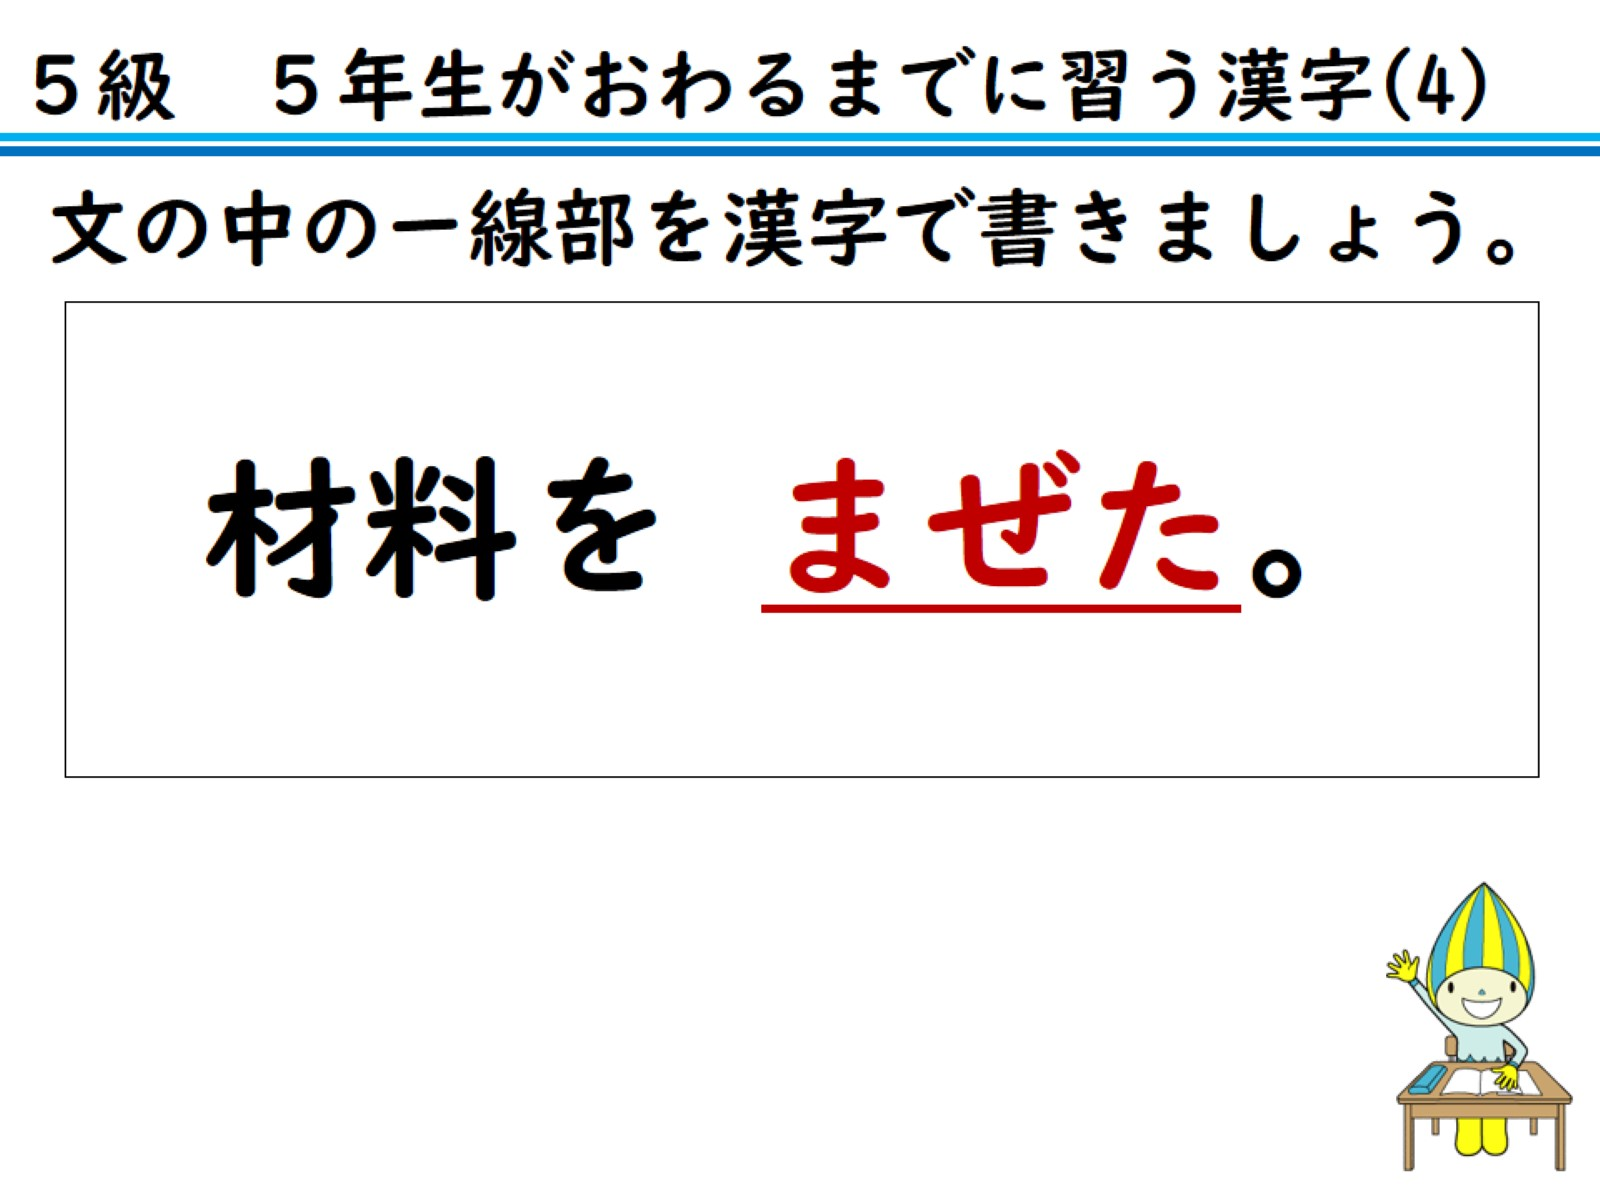 ５級　５年生がおわるまでに習う漢字(4)
文の中の一線部を漢字で書きましょう。
材料を　まぜた。